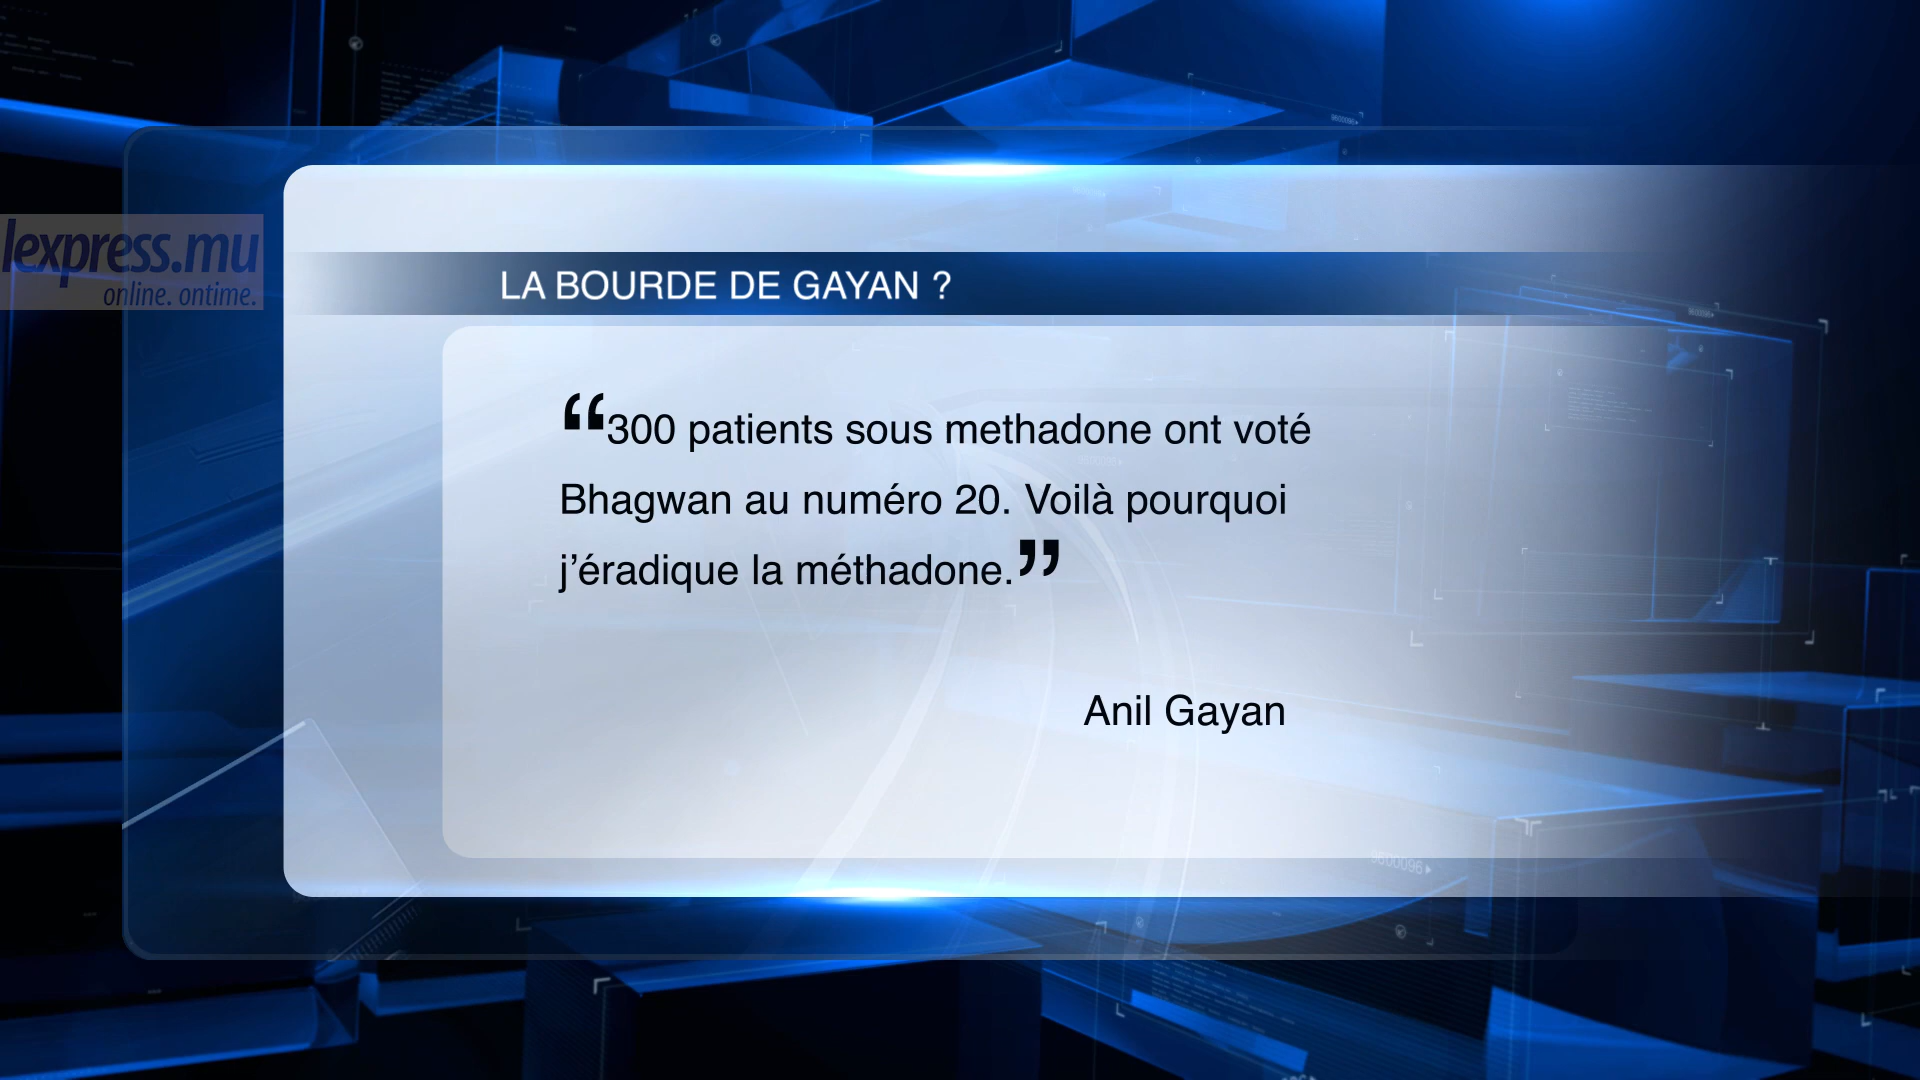 lexpress.mu
online. ontime.
LA BOURDE DE GAYAN ?
“300 patients sous methadone ont voté
Bhagwan au numéro 20. Voilà pourquoi
j’éradique la méthadone.”
Anil Gayan
9600096